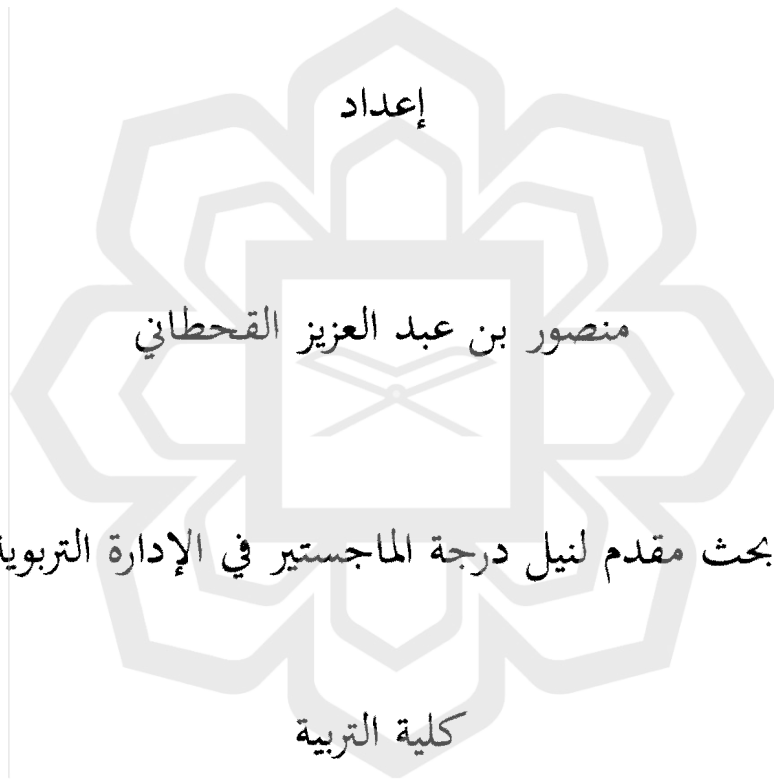 إعداد
منصور بن عبد العزيز القحطاني
بحث مقدم لنيل درجة الماجستير في الإدارة التربوية
كلية التربية